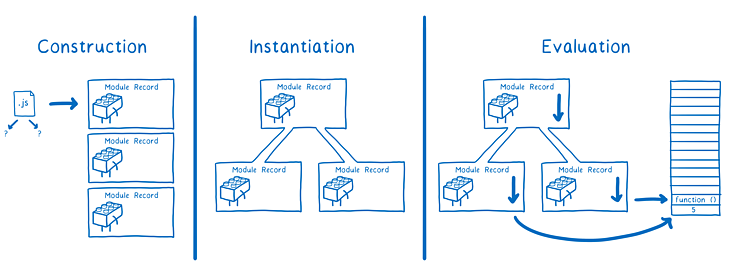 Construction
Instantiation
Evaluation
.js
?
?
Module Record
Module Record
Module Record
Module Record
Module Record
Module Record
Module Record
Module Record
Module Record
function ()
5